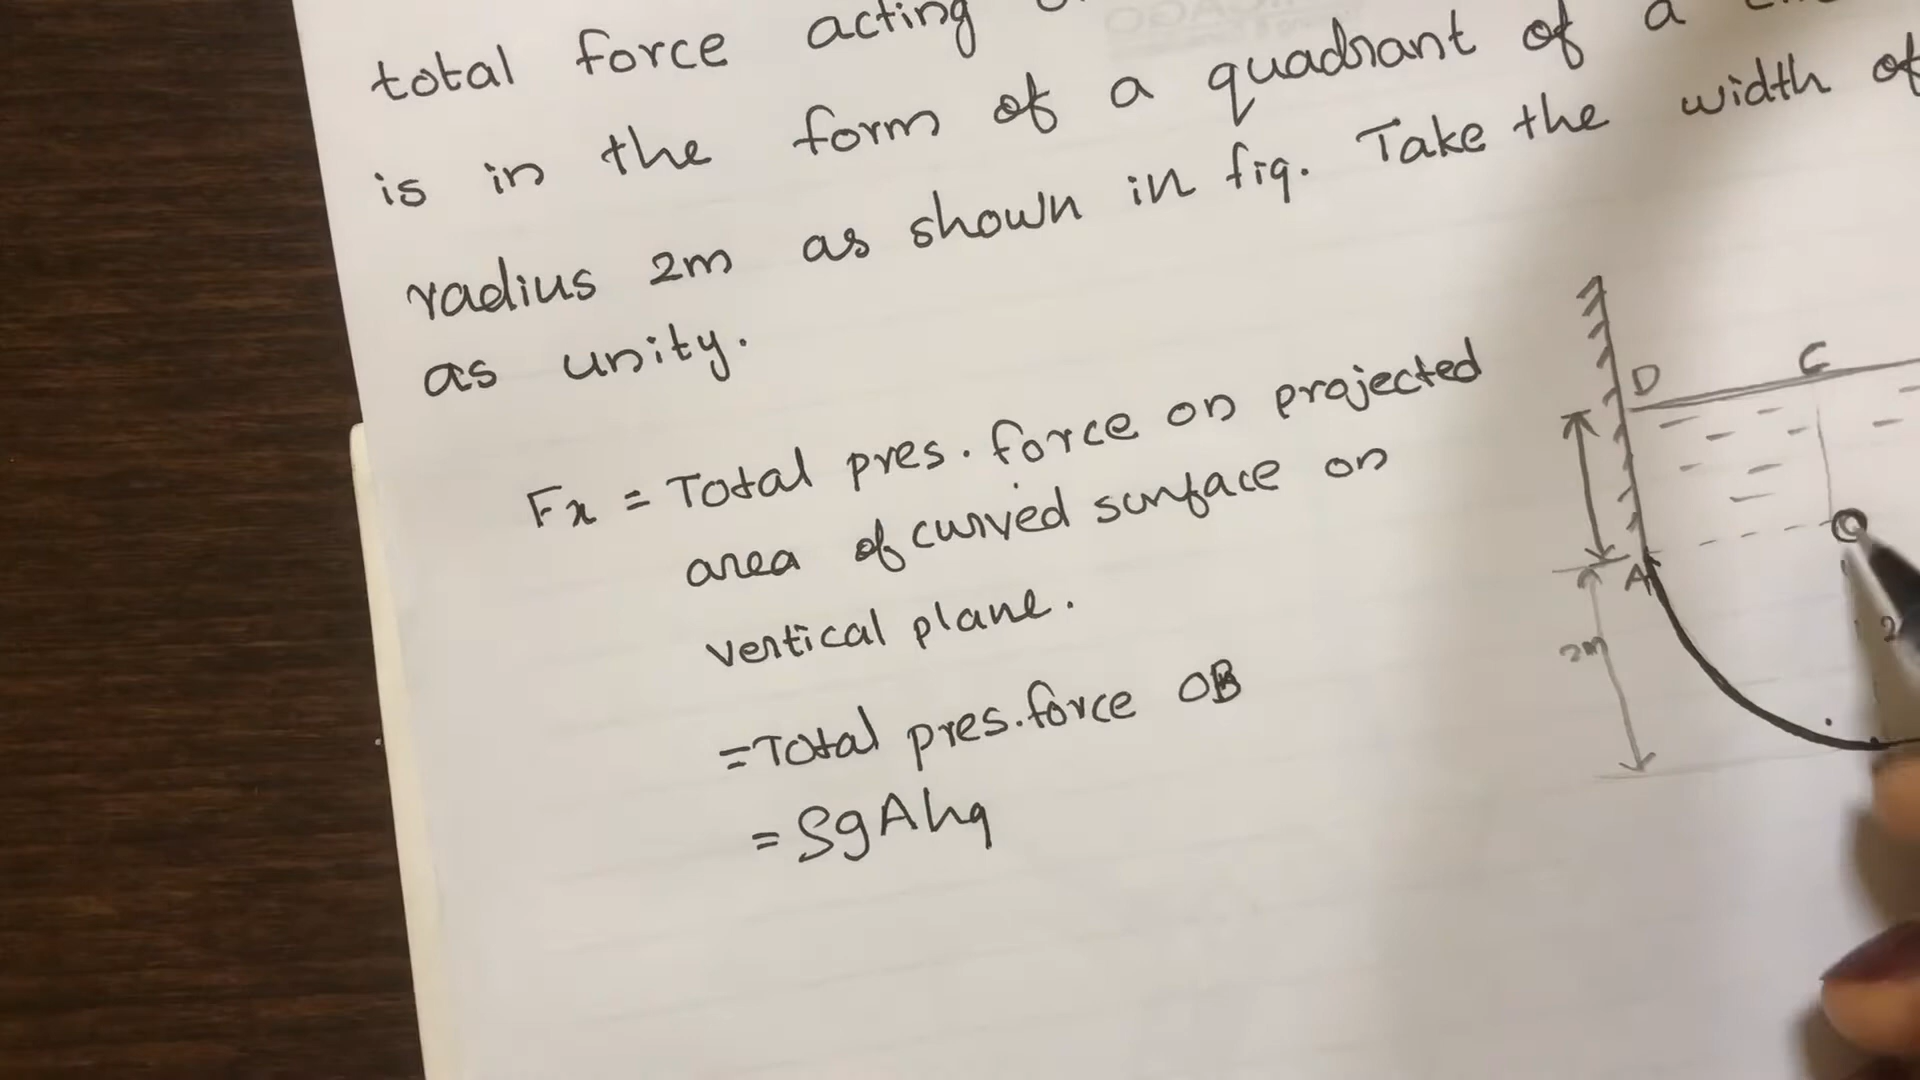 total force acting
is in the form of a quadrant of a
radius 2m as shown in fig. Take the width of
as unity.
Fx = Total pres. force on projected
area of curved surface on
vertical plane.
= Total pres. force OB
= ρgAhg
D C
A
2m
2